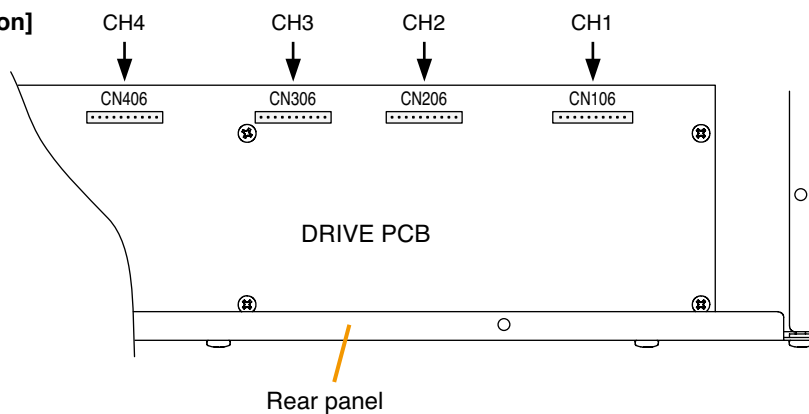 on]
CH4 CH3 CH2 CH1
CN406 CN306 CN206 CN106
DRIVE PCB
Rear panel